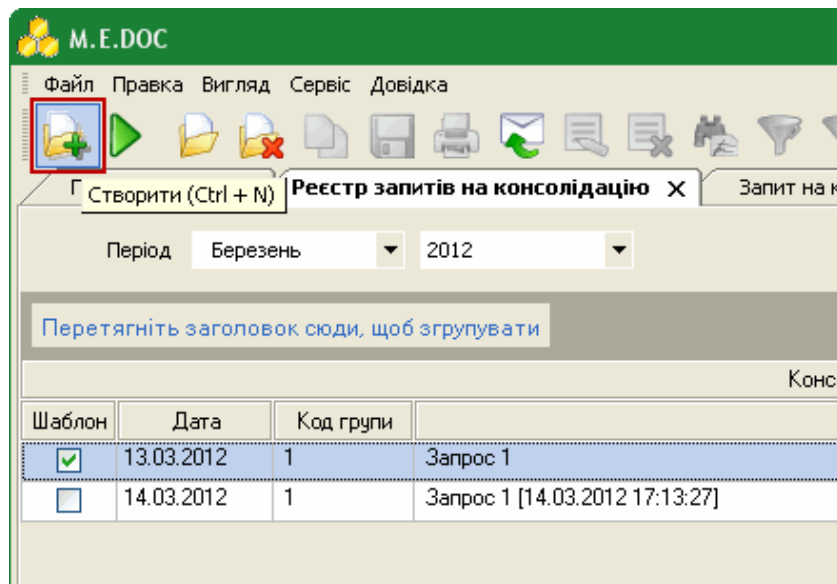 M.E.DOC
Файл Правка Вигляд Сервіс Довідка
Створити (Ctrl + N)
Реєстр запитів на консолідацію X
Запит на
Період Березень 2012
Перетягніть заголовок сюди, щоб згрупувати
Шаблон Дата Код групи
13.03.2012 1 Запрос 1
14.03.2012 1 Запрос 1 [14.03.2012 17:13:27]